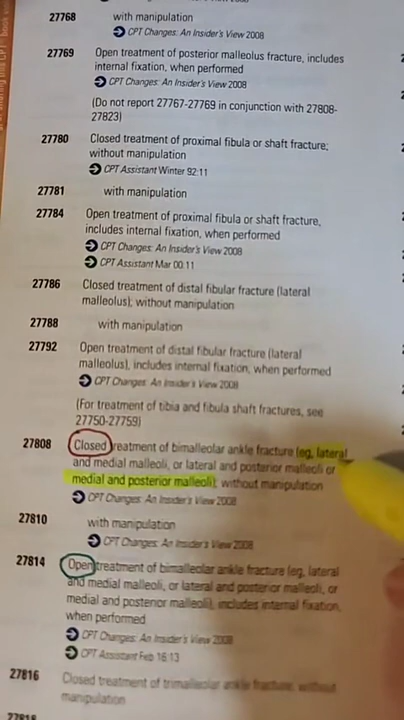 27768 with manipulation
CPT Changes: An Insider's View 2008
27769 Open treatment of posterior malleolus fracture, includes
internal fixation, when performed
CPT Changes: An Insider's View 2008
(Do not report 27767-27769 in conjunction with 27808-
27823)
27780 Closed treatment of proximal fibula or shaft fracture;
without manipulation
CPT Assistant Winter 92:11
27781 with manipulation
27784 Open treatment of proximal fibula or shaft fracture,
includes internal fixation, when performed
CPT Changes: An Insider's View 2008
CPT Assistant Mar 00:11
27786 Closed treatment of distal fibular fracture (lateral
malleolus); without manipulation
27788 with manipulation
27792 Open treatment of distal fibular fracture (lateral
malleolus), includes internal fixation, when performed
CPT Changes: An Insider's View 2008
(For treatment of tibia and fibula shaft fractures, see
27750-27759)
27808 Closed treatment of bimalleolar ankle fracture (eg, lateral
and medial malleoli, or lateral and posterior malleoli or
medial and posterior malleoli); without manipulation
CPT Changes: An Insider's View 2008
27810 with manipulation
CPT Changes: An Insider's View 2008
27814 Open treatment of bimalleolar ankle fracture (eg, lateral
and medial malleoli, or lateral and posterior malleoli, or
medial and posterior malleoli), includes internal fixation,
when performed
CPT Changes: An Insider's View 2008
CPT Assistant Feb 16:13
27816 Closed treatment of trimalleolar ankle fracture; without
manipulation